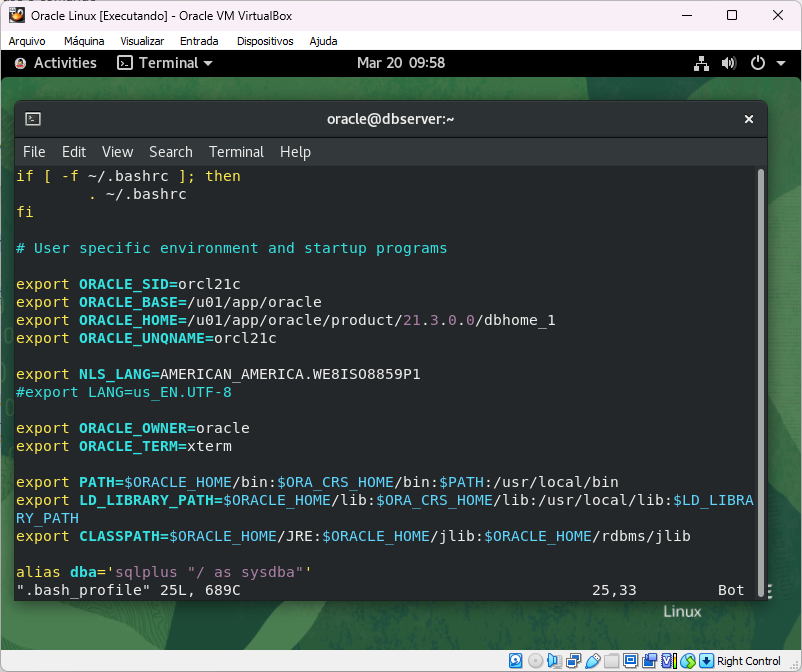 Oracle Linux [Executando] - Oracle VM VirtualBox
Arquivo Máquina Visualizar Entrada Dispositivos Ajuda
Activities Terminal Mar 20 09:58
oracle@dbserver:~
File Edit View Search Terminal Help
if [ -f ~/.bashrc ]; then
        . ~/.bashrc
fi
# User specific environment and startup programs
export ORACLE_SID=orcl21c
export ORACLE_BASE=/u01/app/oracle
export ORACLE_HOME=/u01/app/oracle/product/21.3.0.0/dbhome_1
export ORACLE_UNQNAME=orcl21c
export NLS_LANG=AMERICAN_AMERICA.WE8ISO8859P1
#export LANG=us_EN.UTF-8
export ORACLE_OWNER=oracle
export ORACLE_TERM=xterm
export PATH=$ORACLE_HOME/bin:$ORA_CRS_HOME/bin:$PATH:/usr/local/bin
export LD_LIBRARY_PATH=$ORACLE_HOME/lib:$ORA_CRS_HOME/lib:/usr/local/lib:$LD_LIBRA
RY_PATH
export CLASSPATH=$ORACLE_HOME/JRE:$ORACLE_HOME/jlib:$ORACLE_HOME/rdbms/jlib
alias dba='sqlplus "/ as sysdba"'
".bash_profile" 25L, 689C 25,33 Bot
Linux
Right Control